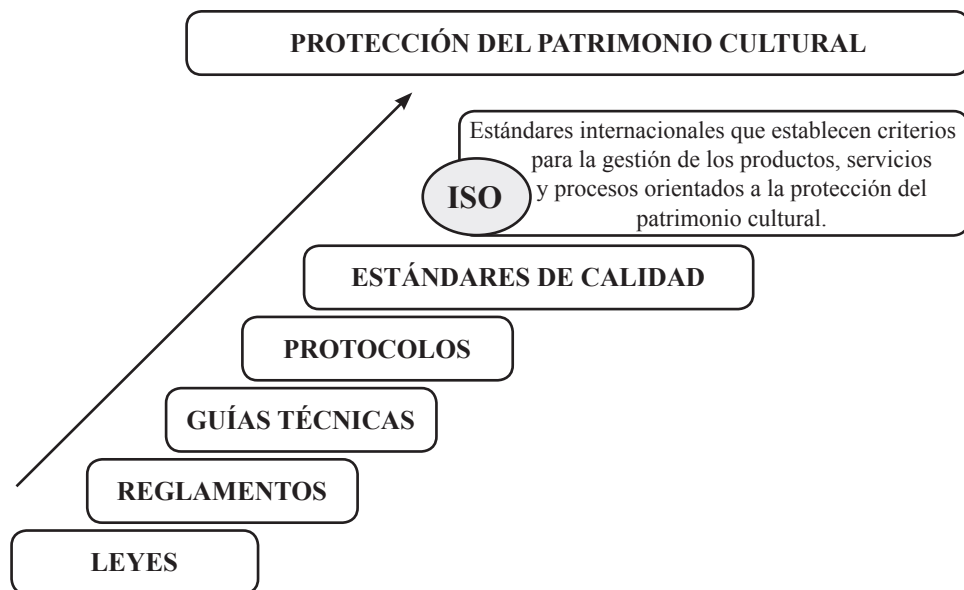 PROTECCIÓN DEL PATRIMONIO CULTURAL
Estándares internacionales que establecen criterios
para la gestión de los productos, servicios
y procesos orientados a la protección del
patrimonio cultural.
ISO
ESTÁNDARES DE CALIDAD
PROTOCOLOS
GUÍAS TÉCNICAS
REGLAMENTOS
LEYES